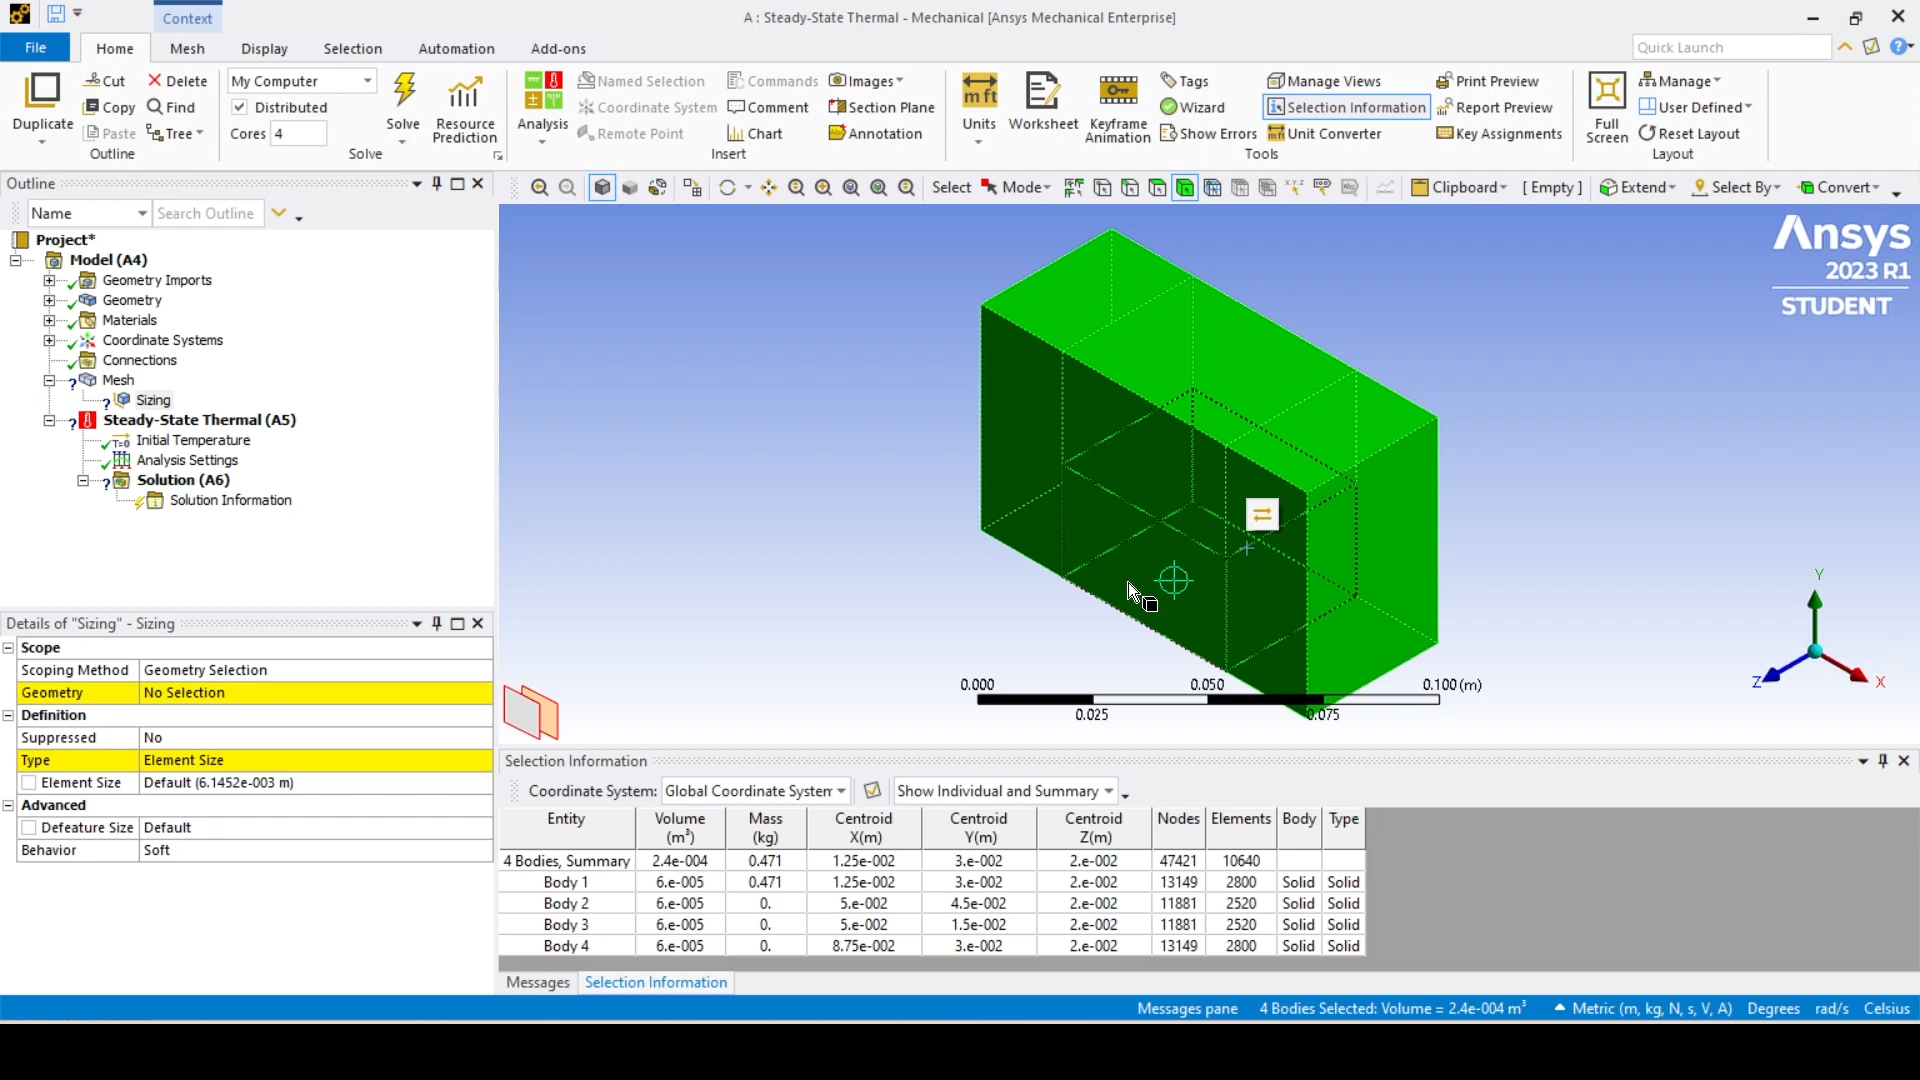 Context
A : Steady-State Thermal - Mechanical [Ansys Mechanical Enterprise]
File Home Mesh Display Selection Automation Add-ons Quick Launch
Duplicate Cut Copy Paste Delete Find Tree
Outline
My Computer
Distributed
Cores 4
Solve Resource Prediction
Solve
Analysis Named Selection Coordinate System Remote Point Commands Comment Chart Images Section Plane Annotation
Insert
Units Worksheet Keyframe Animation Tags Wizard Show Errors Manage Views Selection Information Unit Converter Print Preview Report Preview Key Assignments
Tools
Full Screen Manage User Defined Reset Layout
Layout
Outline
Select Mode Clipboard [ Empty ] Extend Select By Convert
Name Search Outline
Project*
Model (A4)
Geometry Imports
Geometry
Materials
Coordinate Systems
Connections
Mesh
Sizing
Steady-State Thermal (A5)
T=0 Initial Temperature
Analysis Settings
Solution (A6)
Solution Information
Ansys
2023 R1
STUDENT
0.000 0.050 0.100 (m)
0.025 0.075
Y
Z X
Details of "Sizing" - Sizing
Scope
Scoping Method Geometry Selection
Geometry No Selection
Definition
Suppressed No
Type Element Size
Element Size Default (6.1452e-003 m)
Advanced
Defeature Size Default
Behavior Soft
Selection Information
Coordinate System: Global Coordinate System Show Individual and Summary
Entity Volume (m³) Mass (kg) Centroid X(m) Centroid Y(m) Centroid Z(m) Nodes Elements Body Type
4 Bodies, Summary 2.4e-004 0.471 1.25e-002 3.e-002 2.e-002 47421 10640
Body 1 6.e-005 0.471 1.25e-002 3.e-002 2.e-002 13149 2800 Solid Solid
Body 2 6.e-005 0. 5.e-002 4.5e-002 2.e-002 11881 2520 Solid Solid
Body 3 6.e-005 0. 5.e-002 1.5e-002 2.e-002 11881 2520 Solid Solid
Body 4 6.e-005 0. 8.75e-002 3.e-002 2.e-002 13149 2800 Solid Solid
Messages Selection Information
Messages pane 4 Bodies Selected: Volume = 2.4e-004 m³ Metric (m, kg, N, s, V, A) Degrees rad/s Celsius